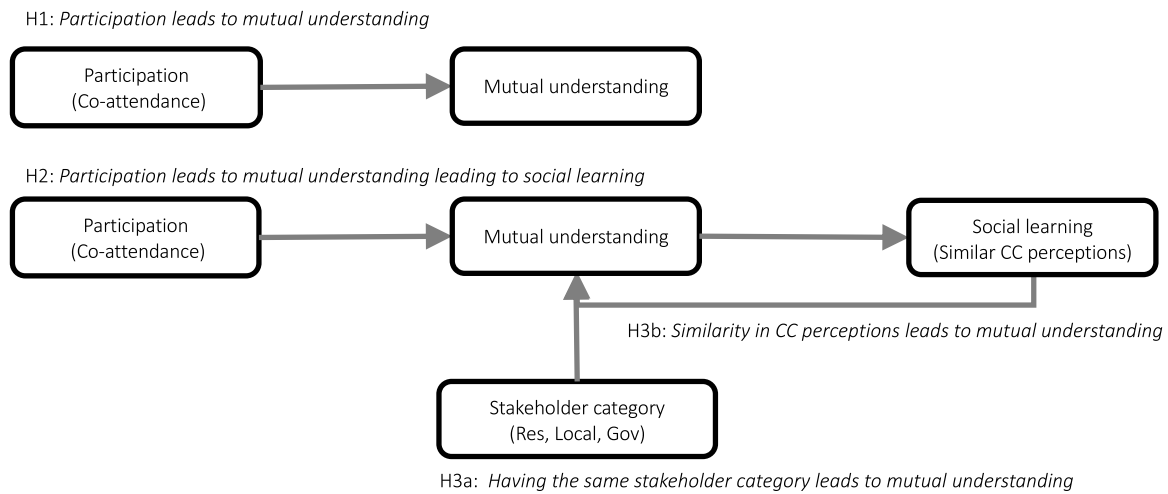 H1: Participation leads to mutual understanding
Participation
(Co-attendance)
Mutual understanding
H2: Participation leads to mutual understanding leading to social learning
Participation
(Co-attendance)
Mutual understanding
Social learning
(Similar CC perceptions)
H3b: Similarity in CC perceptions leads to mutual understanding
Stakeholder category
(Res, Local, Gov)
H3a: Having the same stakeholder category leads to mutual understanding